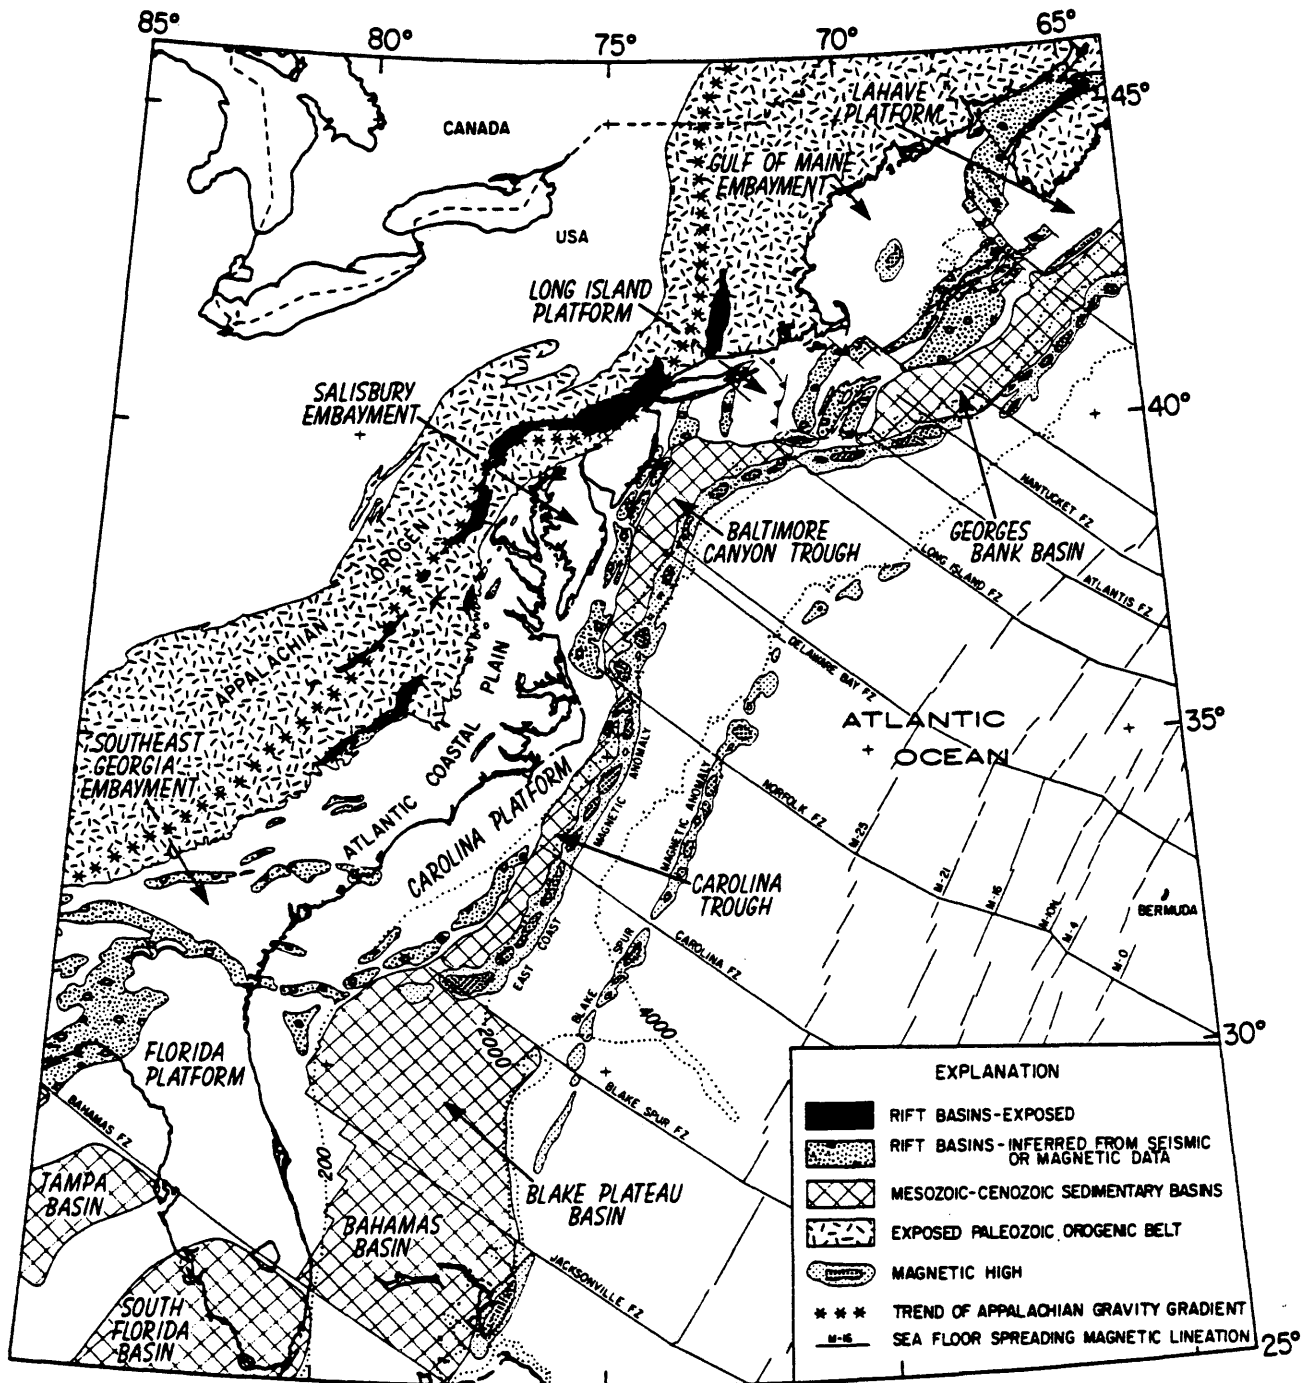 85°
80°
75°
70°
65°
CANADA
USA
LAHAVE
PLATFORM
45°
GULF OF MAINE
EMBAYMENT
LONG ISLAND
PLATFORM
SALISBURY
EMBAYMENT
40°
NANTUCKET FZ
GEORGES
BANK BASIN
BALTIMORE
CANYON TROUGH
LONG ISLAND FZ
ATLANTIS FZ
DELAWARE BAY FZ
APPALACHIAN OROGEN
ATLANTIC COASTAL PLAIN
ATLANTIC
OCEAN
35°
SOUTHEAST
GEORGIA
EMBAYMENT
CAROLINA PLATFORM
EAST COAST MAGNETIC ANOMALY
BLAKE SPUR MAGNETIC ANOMALY
NORFOLK FZ
M-25
M-21
M-16
M-10N
M-4
M-0
BERMUDA
CAROLINA
TROUGH
CAROLINA FZ
4000
2000
200
30°
FLORIDA
PLATFORM
BAHAMAS FZ
BLAKE SPUR FZ
TAMPA
BASIN
BLAKE PLATEAU
BASIN
BAHAMAS
BASIN
JACKSONVILLE FZ
SOUTH
FLORIDA
BASIN
EXPLANATION
RIFT BASINS-EXPOSED
RIFT BASINS-INFERRED FROM SEISMIC
OR MAGNETIC DATA
MESOZOIC-CENOZOIC SEDIMENTARY BASINS
EXPOSED PALEOZOIC OROGENIC BELT
MAGNETIC HIGH
*** TREND OF APPALACHIAN GRAVITY GRADIENT
M-16 SEA FLOOR SPREADING MAGNETIC LINEATION
25°